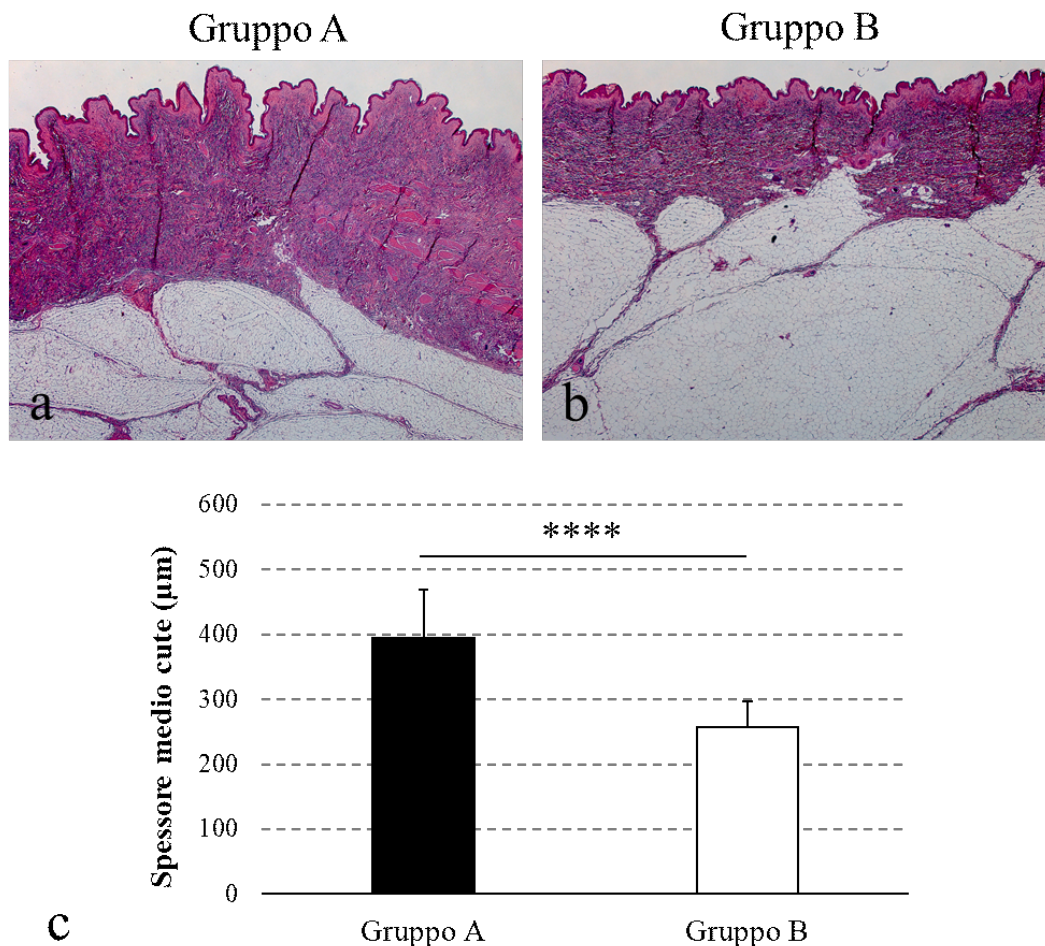 Gruppo A
Gruppo B
a
b
600
****
500
400
300
200
100
0
Spessore medio cute (µm)
Gruppo A
Gruppo B
c